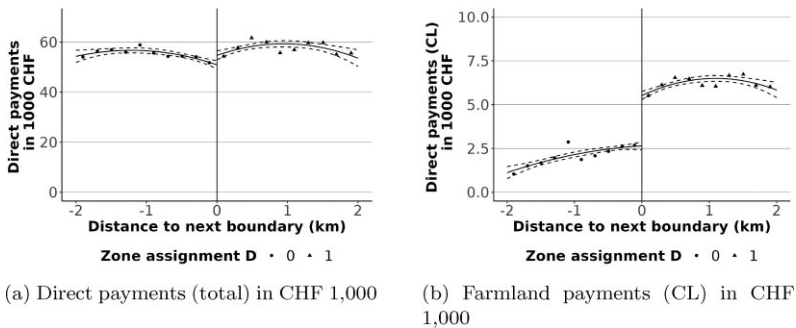 Direct payments
in 1000 CHF
60
40
20
0
-2 -1 0 1 2
Distance to next boundary (km)
Zone assignment D • 0 ▲ 1
(a) Direct payments (total) in CHF 1,000
Direct payments (CL)
in 1000 CHF
10.0
7.5
5.0
2.5
0.0
-2 -1 0 1 2
Distance to next boundary (km)
Zone assignment D • 0 ▲ 1
(b) Farmland payments (CL) in CHF
1,000